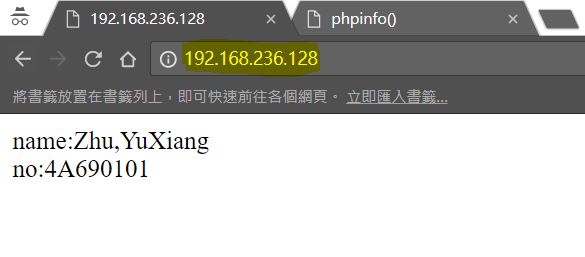 192.168.236.128
phpinfo()
192.168.236.128
將書籤放置在書籤列上，即可快速前往各個網頁。 立即匯入書籤...
name:Zhu,YuXiang
no:4A690101